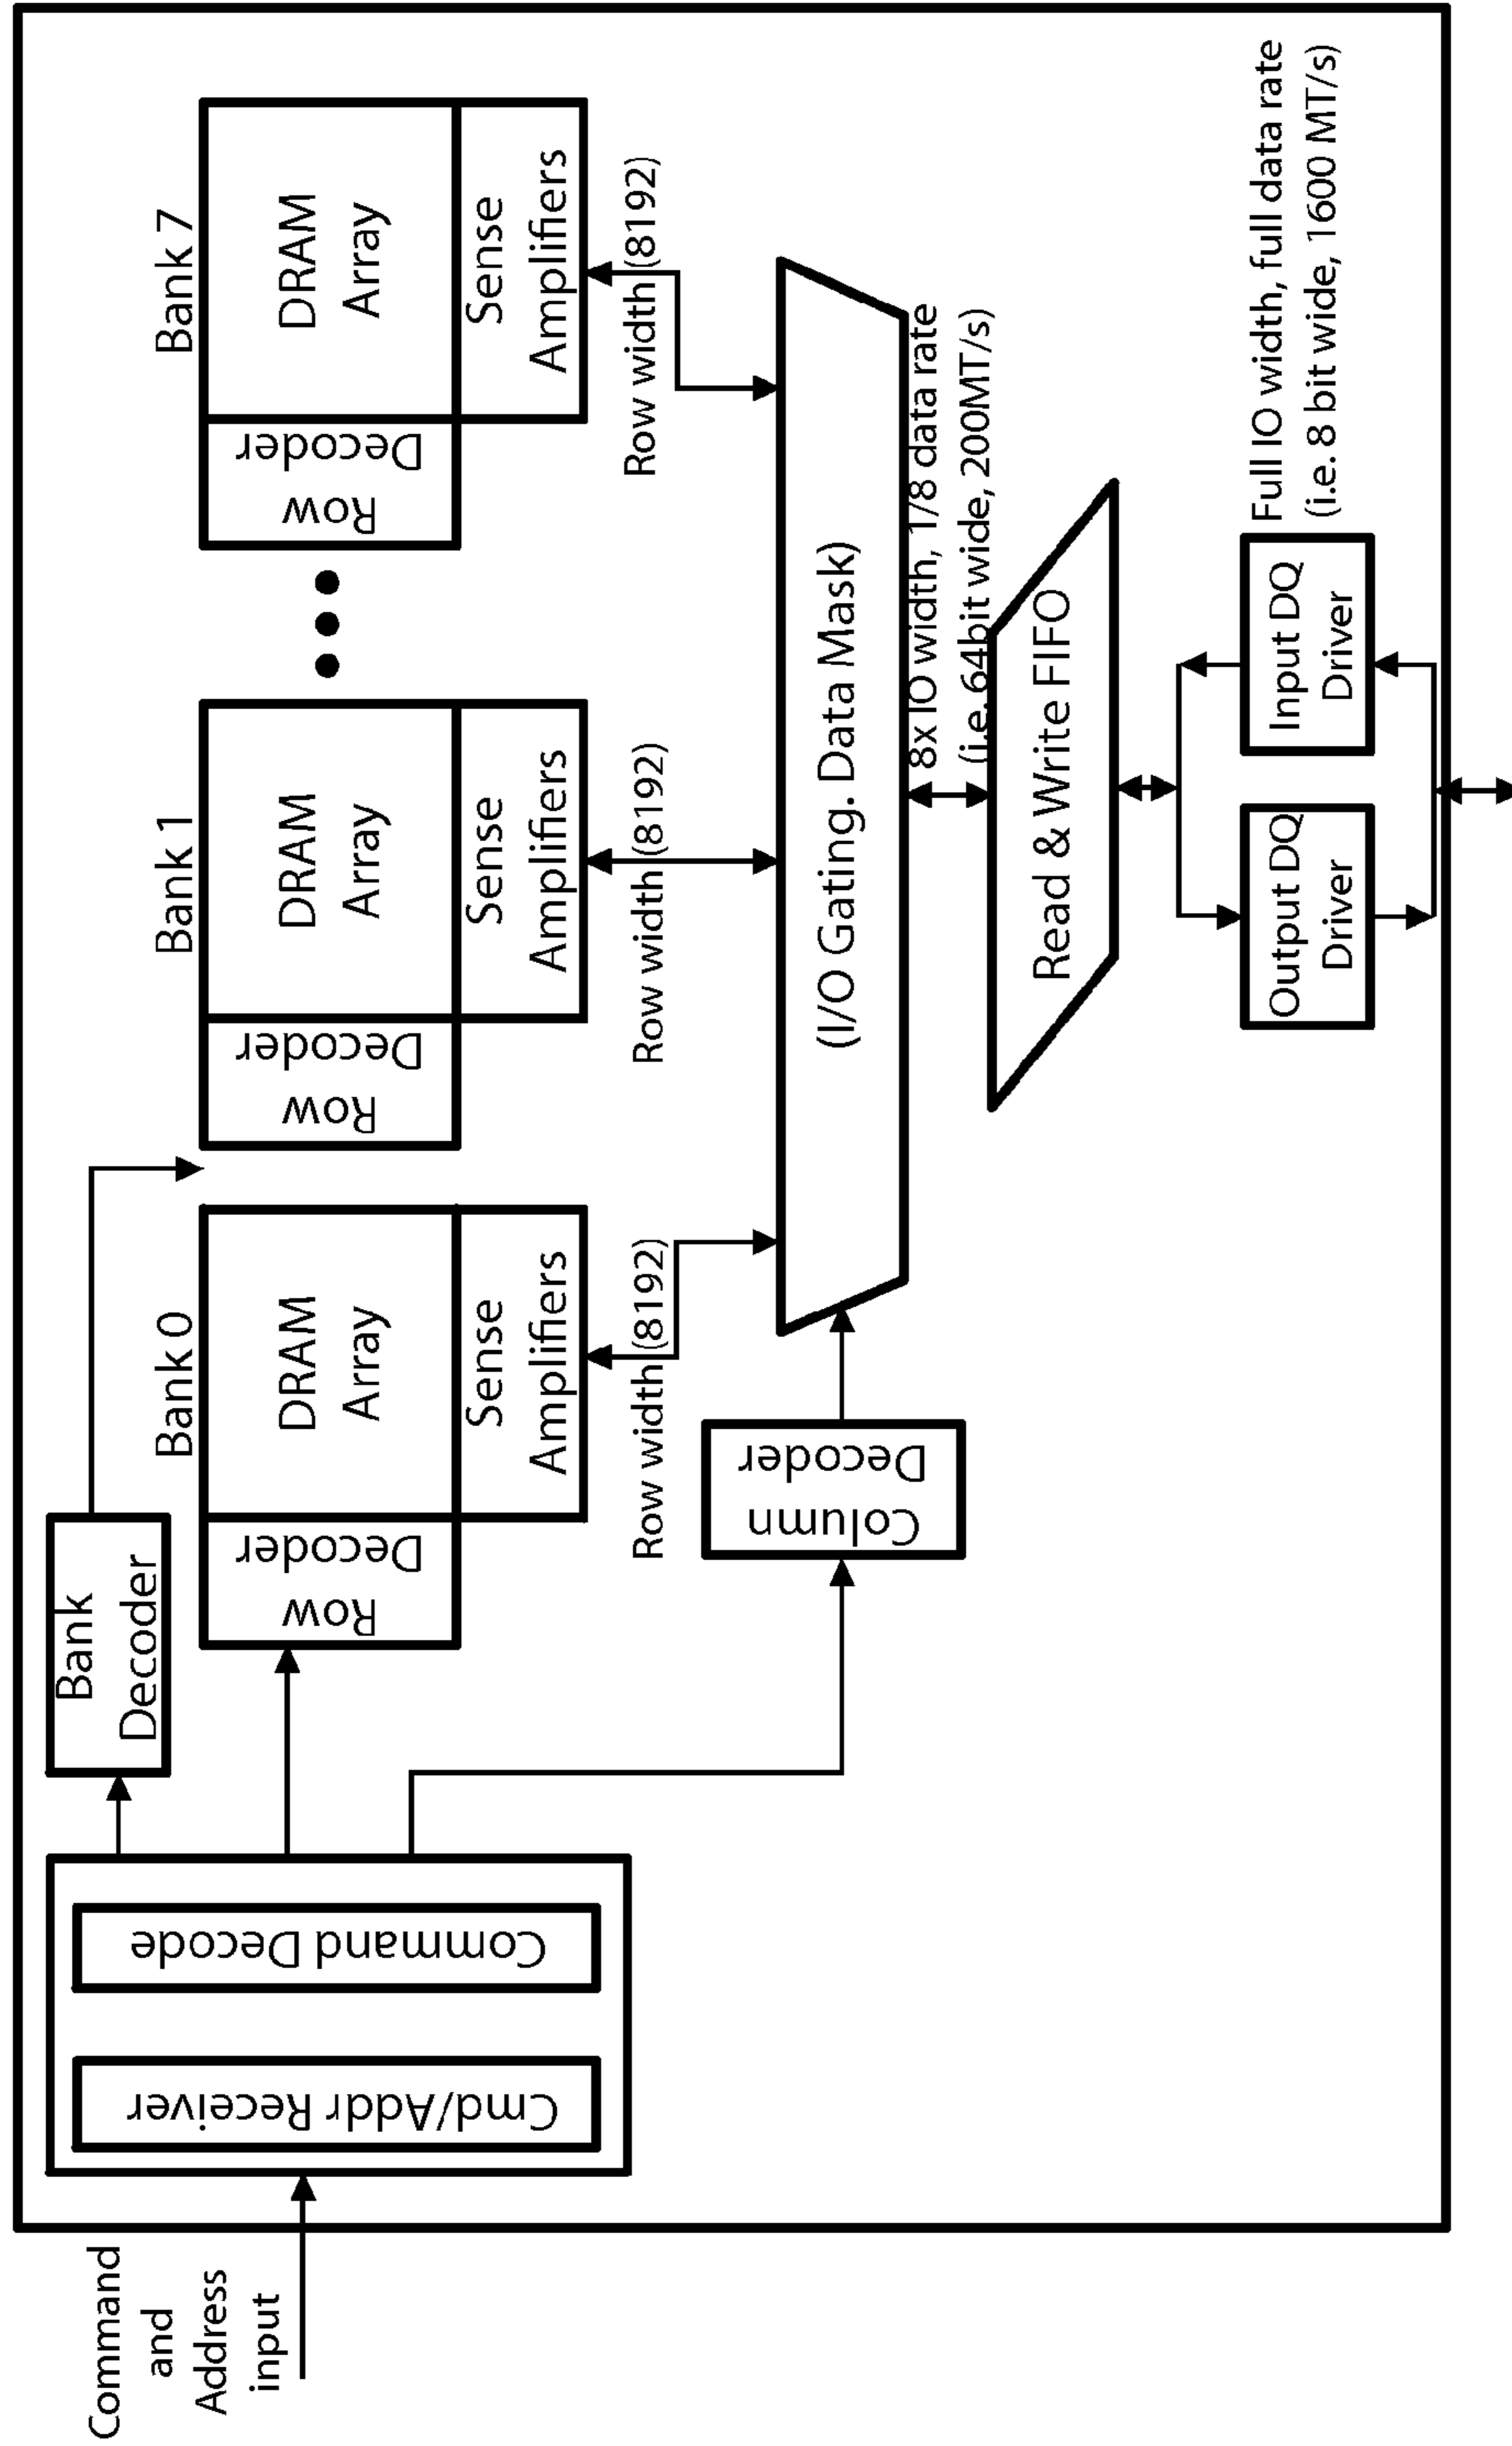 Command
and
Address
input
Cmd/Addr Receiver
Command Decode
Bank
Decoder
Bank 0
Row
Decoder
DRAM
Array
Sense
Amplifiers
Row width (8192)
Bank 1
Row
Decoder
DRAM
Array
Sense
Amplifiers
Row width (8192)
Bank 7
Row
Decoder
DRAM
Array
Sense
Amplifiers
Row width (8192)
Column
Decoder
(I/O Gating. Data Mask)
8x IO width, 1/8 data rate
(i.e. 64bit wide, 200MT/s)
Read & Write FIFO
Output DQ
Driver
Input DQ
Driver
Full IO width, full data rate
(i.e. 8 bit wide, 1600 MT/s)